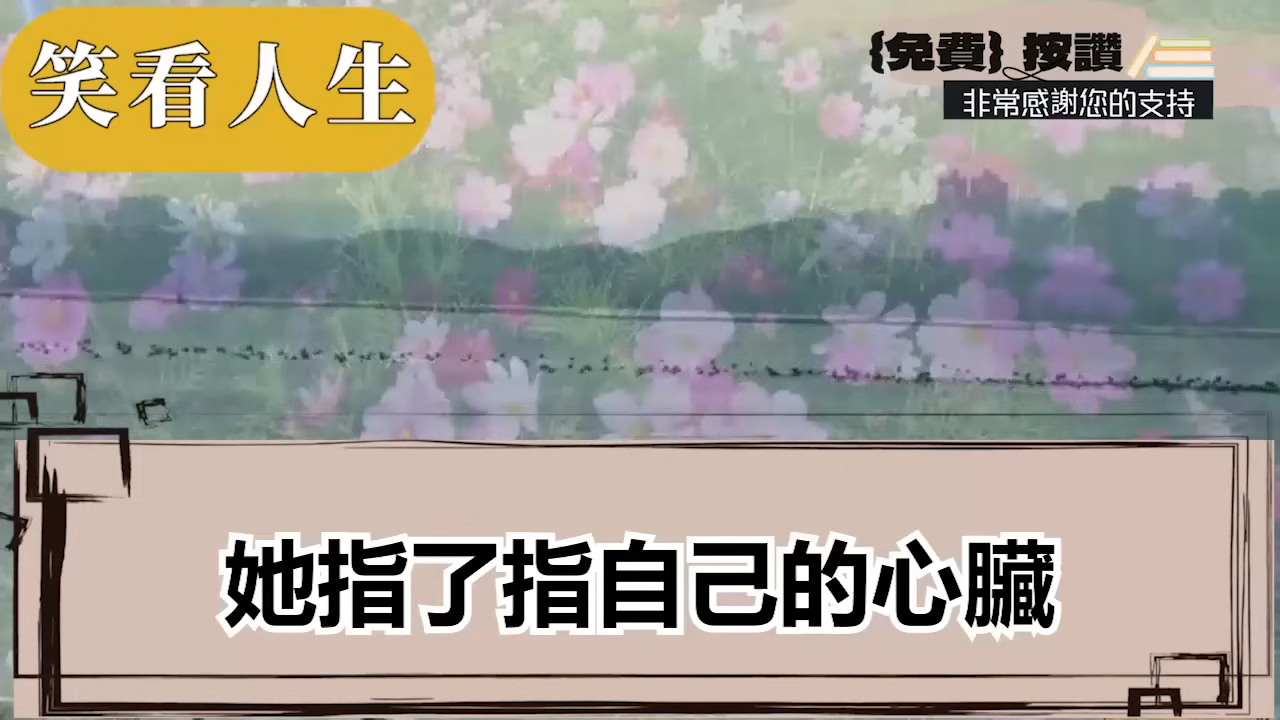 笑看人生
{免費} 按讚
非常感謝您的支持
她指了指自己的心臟